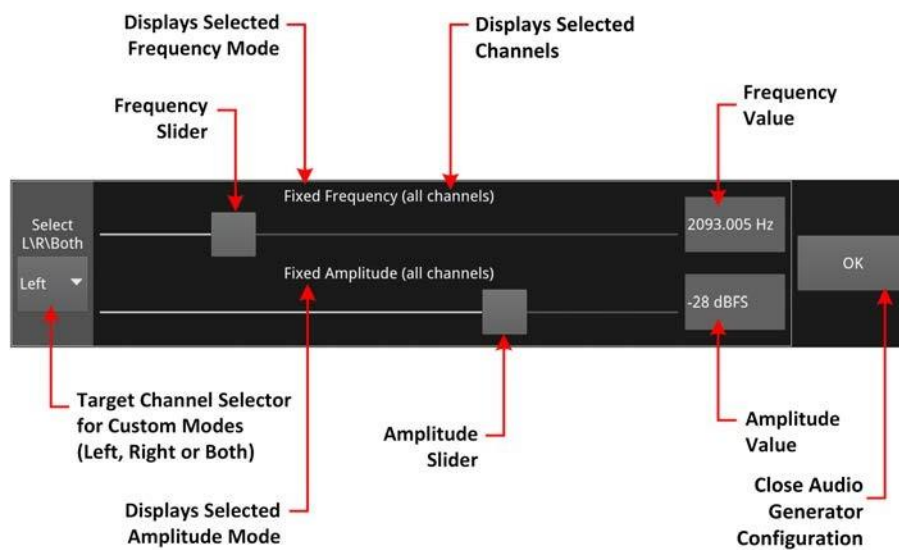 Displays Selected
Frequency Mode
Displays Selected
Channels
Frequency
Slider
Frequency
Value
Fixed Frequency (all channels)
Select
L\R\Both
2093.005 Hz
OK
Left
Fixed Amplitude (all channels)
-28 dBFS
Target Channel Selector
for Custom Modes
(Left, Right or Both)
Amplitude
Slider
Amplitude
Value
Displays Selected
Amplitude Mode
Close Audio
Generator
Configuration